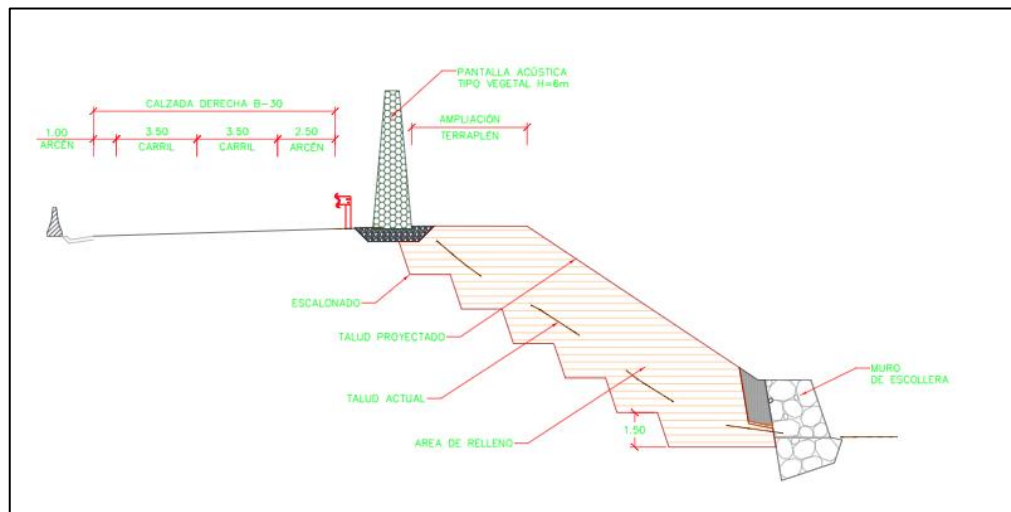 PANTALLA ACÚSTICA
TIPO VEGETAL H=6m
CALZADA DERECHA B-30
AMPLIACIÓN
TERRAPLÉN
1.00
ARCÉN
3.50
CARRIL
3.50
CARRIL
2.50
ARCÉN
ESCALONADO
TALUD PROYECTADO
MURO
DE ESCOLLERA
TALUD ACTUAL
AREA DE RELLENO
1.50